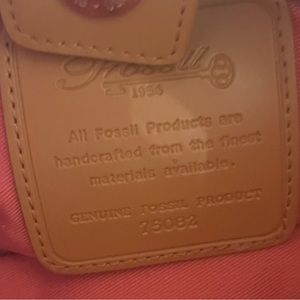 Fossil
1954
All Fossil Products are
handcrafted from the finest
materials available.
GENUINE FOSSIL PRODUCT
75082